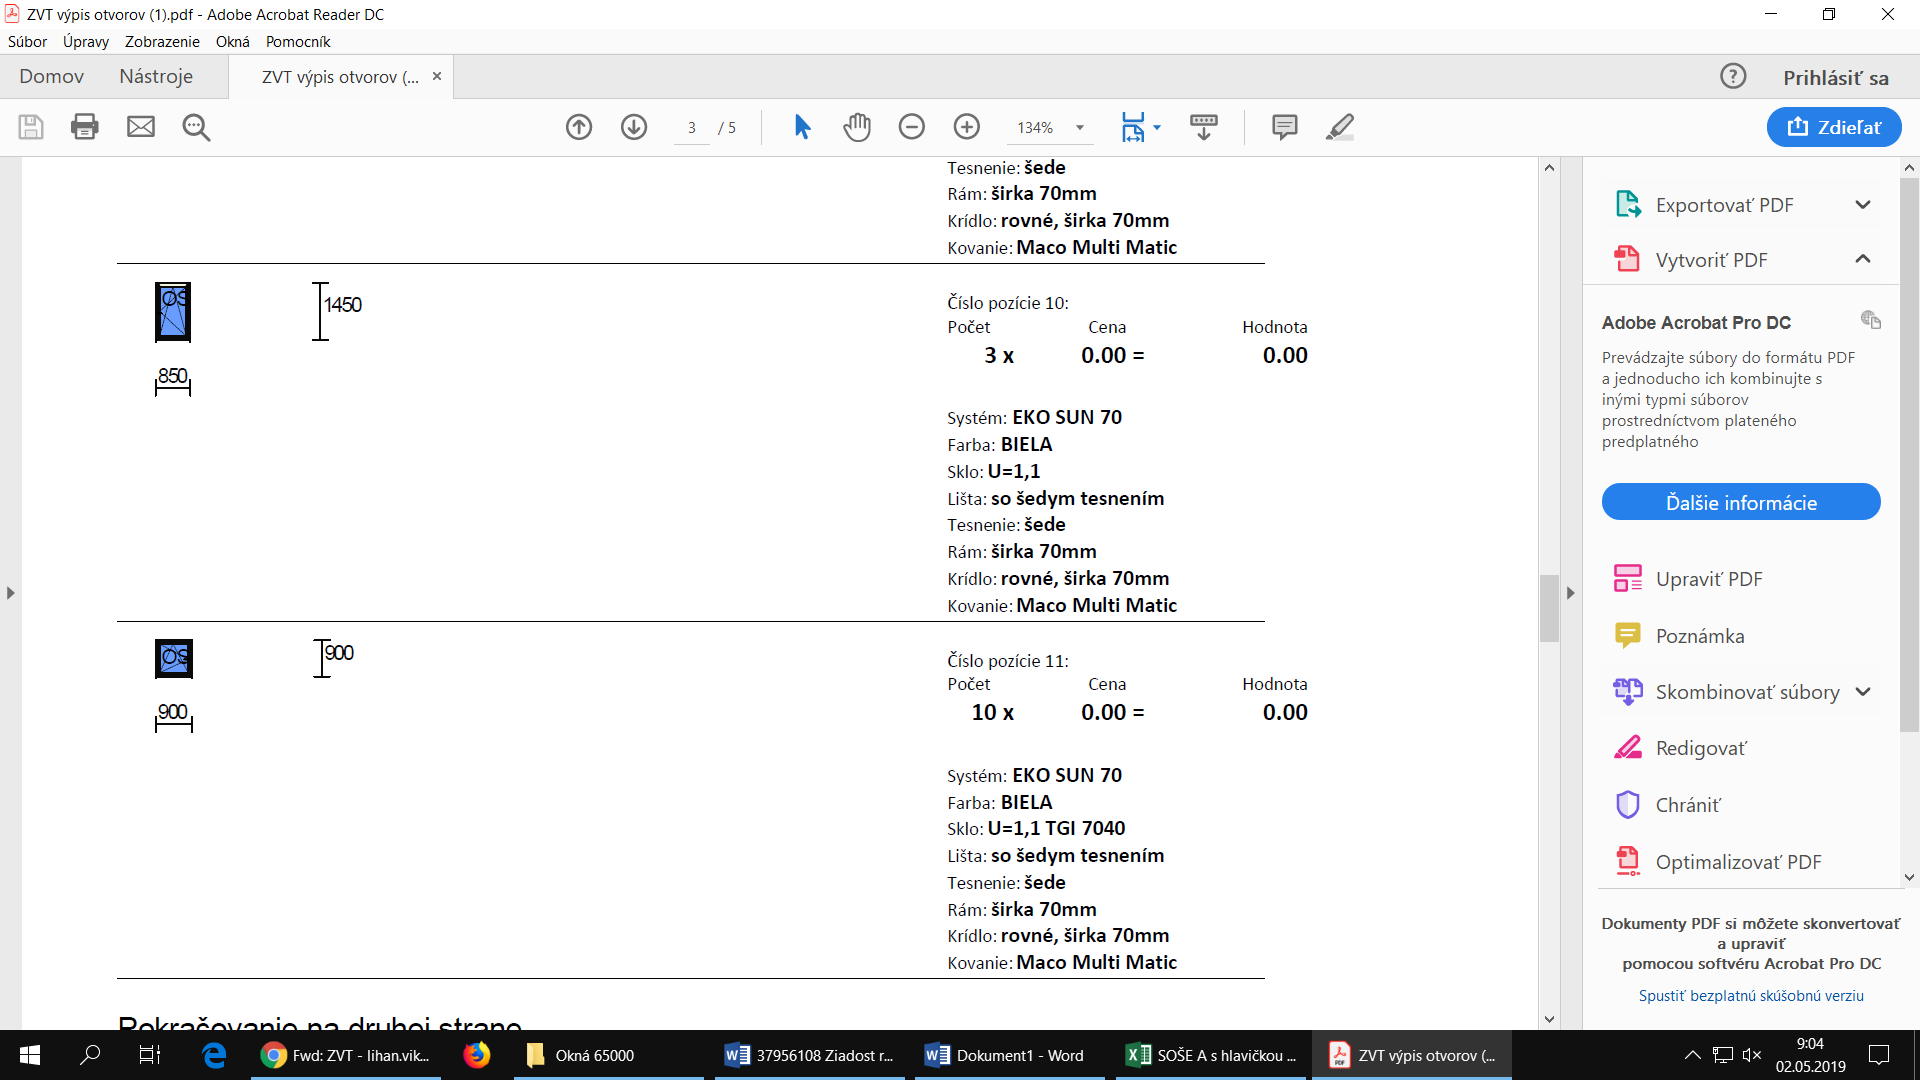 ZVT výpis otvorov (1).pdf - Adobe Acrobat Reader DC
Súbor Úpravy Zobrazenie Okná Pomocník
Domov Nástroje ZVT výpis otvorov (... × Prihlásiť sa
3 / 5 134% Zdieľať
Tesnenie: šede
Rám: širka 70mm
Krídlo: rovné, širka 70mm
Kovanie: Maco Multi Matic
OS
1450
850
Číslo pozície 10:
Počet Cena Hodnota
3 x 0.00 = 0.00
Systém: EKO SUN 70
Farba: BIELA
Sklo: U=1,1
Lišta: so šedym tesnením
Tesnenie: šede
Rám: širka 70mm
Krídlo: rovné, širka 70mm
Kovanie: Maco Multi Matic
OS
900
900
Číslo pozície 11:
Počet Cena Hodnota
10 x 0.00 = 0.00
Systém: EKO SUN 70
Farba: BIELA
Sklo: U=1,1 TGI 7040
Lišta: so šedym tesnením
Tesnenie: šede
Rám: širka 70mm
Krídlo: rovné, širka 70mm
Kovanie: Maco Multi Matic
Pokračovanie na druhej strane
Exportovať PDF
Vytvoriť PDF
Adobe Acrobat Pro DC
Prevádzajte súbory do formátu PDF
a jednoducho ich kombinujte s
inými typmi súborov
prostredníctvom plateného
predplatného
Ďalšie informácie
Upraviť PDF
Poznámka
Skombinovať súbory
Redigovať
Chrániť
Optimalizovať PDF
Dokumenty PDF si môžete skonvertovať
a upraviť
pomocou softvéru Acrobat Pro DC
Spustiť bezplatnú skúšobnú verziu
Fwd: ZVT - lihan.vik... Okná 65000 37956108 Ziadost r... Dokument1 - Word SOŠE A s hlavičkou ... ZVT výpis otvorov (...
9:04
02.05.2019